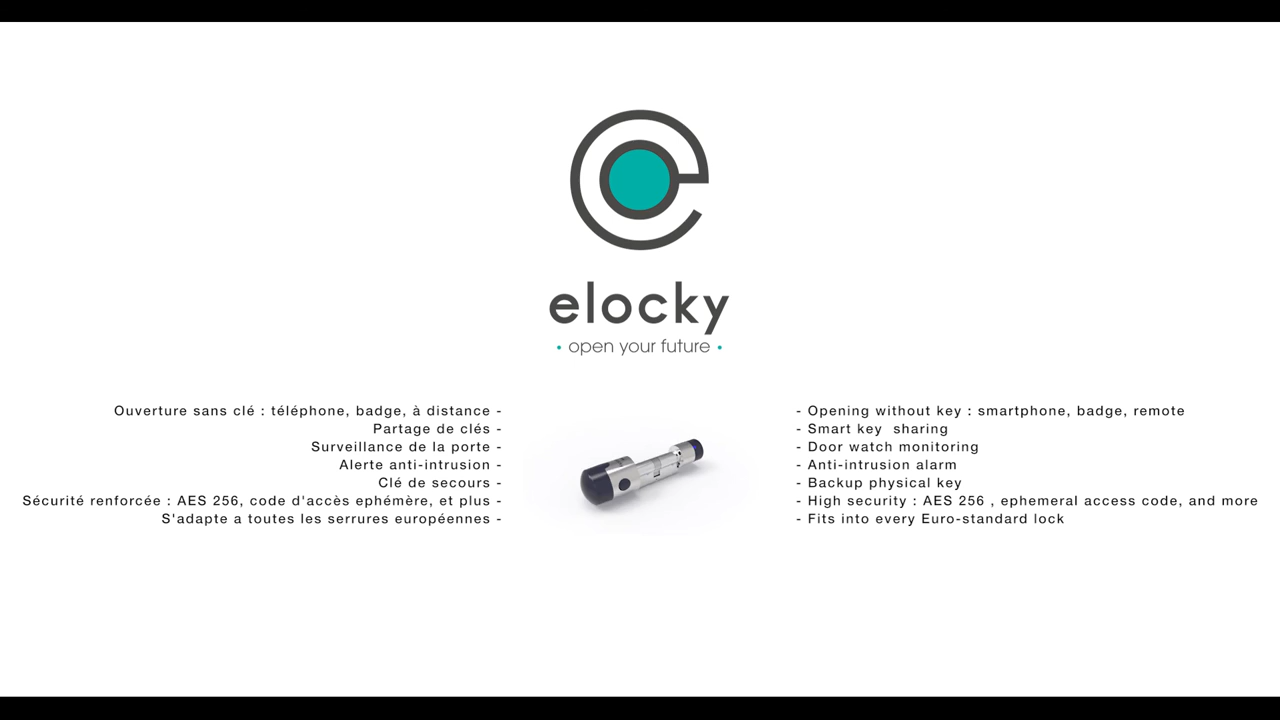 elocky
• open your future •
Ouverture sans clé : téléphone, badge, à distance -
Partage de clés -
Surveillance de la porte -
Alerte anti-intrusion -
Clé de secours -
Sécurité renforcée : AES 256, code d'accès ephémère, et plus -
S'adapte a toutes les serrures européennes -
- Opening without key : smartphone, badge, remote
- Smart key  sharing
- Door watch monitoring
- Anti-intrusion alarm
- Backup physical key
- High security : AES 256 , ephemeral access code, and more
- Fits into every Euro-standard lock